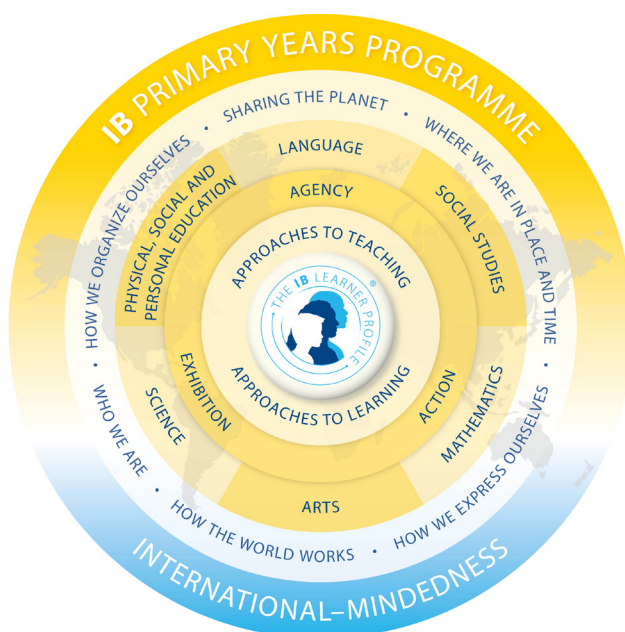 IB PRIMARY YEARS PROGRAMME
SHARING THE PLANET
•
WHERE WE ARE IN PLACE AND TIME
•
HOW WE EXPRESS OURSELVES
•
HOW THE WORLD WORKS
•
WHO WE ARE
•
HOW WE ORGANIZE OURSELVES
•
LANGUAGE
SOCIAL STUDIES
MATHEMATICS
ARTS
SCIENCE
PHYSICAL, SOCIAL AND
PERSONAL EDUCATION
AGENCY
ACTION
EXHIBITION
APPROACHES TO TEACHING
THE IB LEARNER PROFILE
®
APPROACHES TO LEARNING
INTERNATIONAL–MINDEDNESS